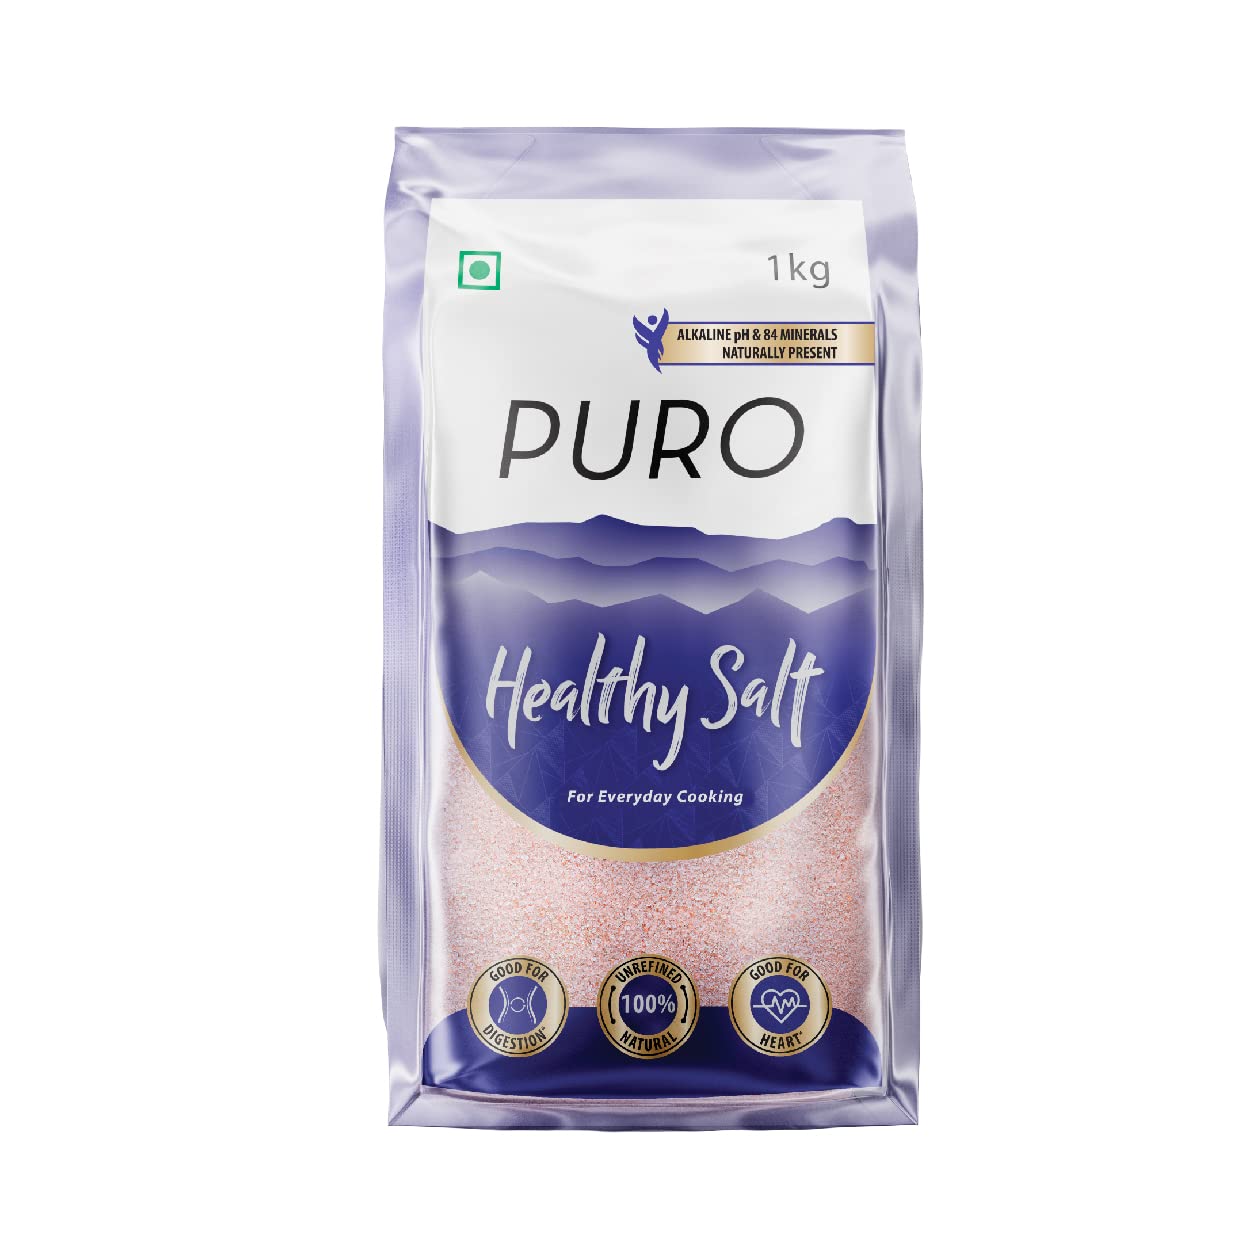 1kg
ALKALINE pH & 84 MINERALS
NATURALLY PRESENT
PURO
Healthy Salt
For Everyday Cooking
GOOD FOR
DIGESTION*
UNREFINED
100%
NATURAL
GOOD FOR
HEART*